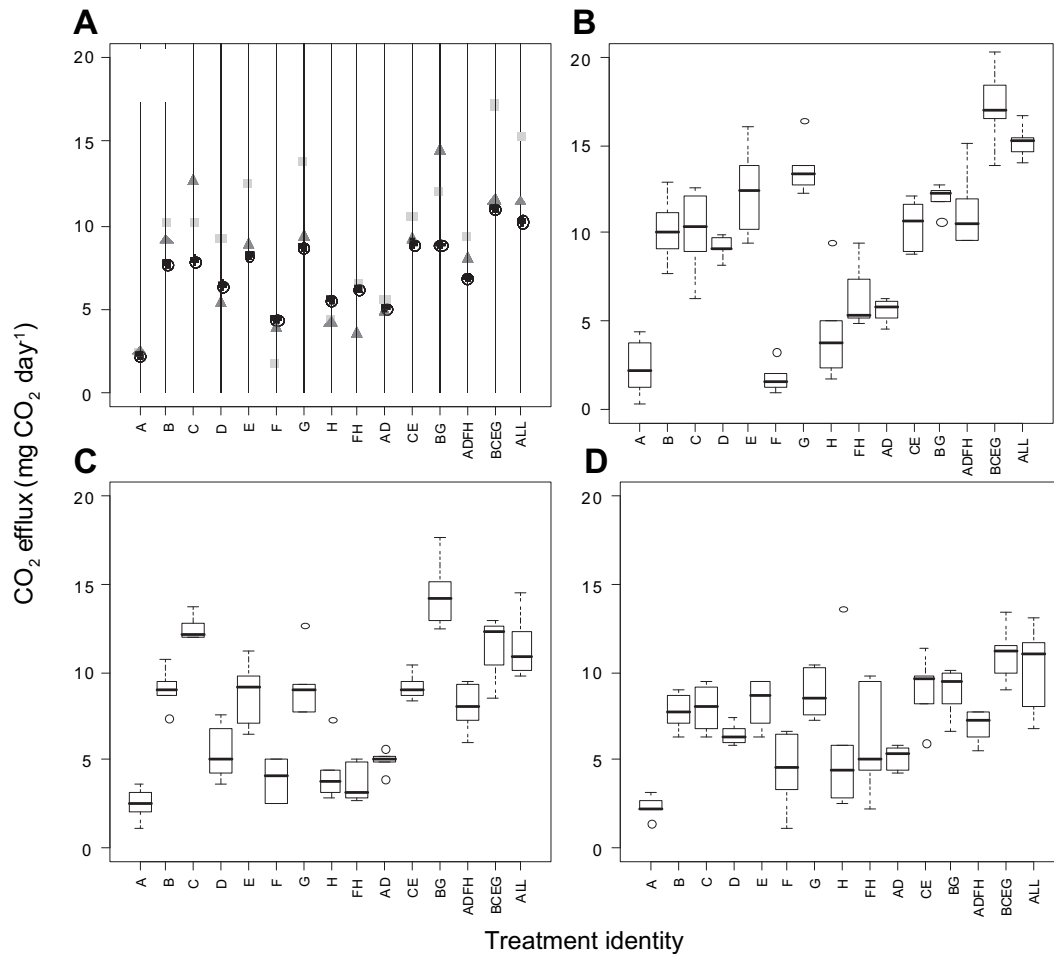 A
B
20
15
10
5
0
A B C D E F G H FH AD CE BG ADFH BCEG ALL
20
15
10
5
0
A B C D E F G H FH AD CE BG ADFH BCEG ALL
C
D
20
15
10
5
0
A B C D E F G H FH AD CE BG ADFH BCEG ALL
20
15
10
5
0
A B C D E F G H FH AD CE BG ADFH BCEG ALL
CO₂ efflux (mg CO₂ day⁻¹)
Treatment identity